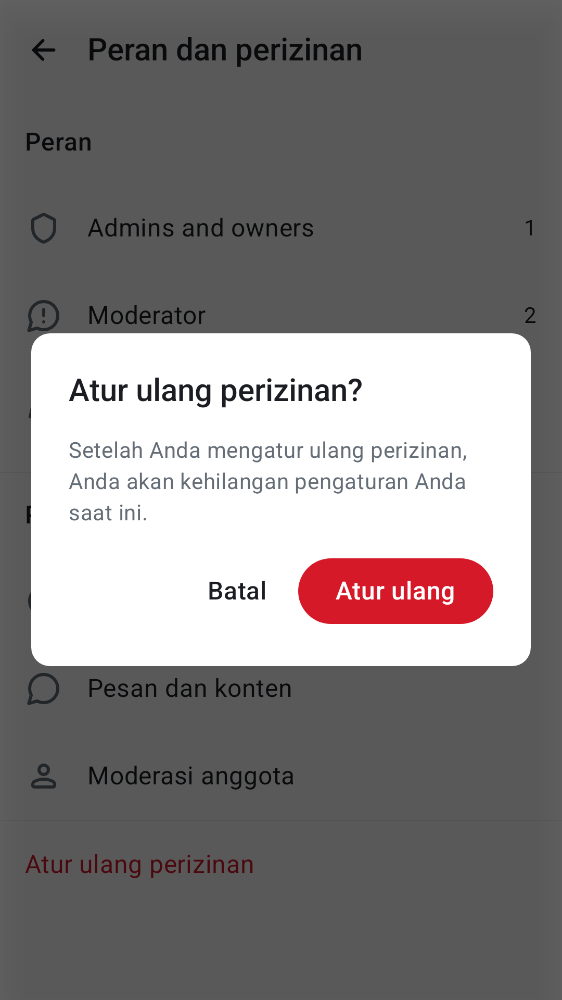 Peran dan perizinan
Peran
Admins and owners 1
Moderator 2
Atur ulang perizinan?
Setelah Anda mengatur ulang perizinan,
Anda akan kehilangan pengaturan Anda
saat ini.
Batal Atur ulang
Pesan dan konten
Moderasi anggota
Atur ulang perizinan